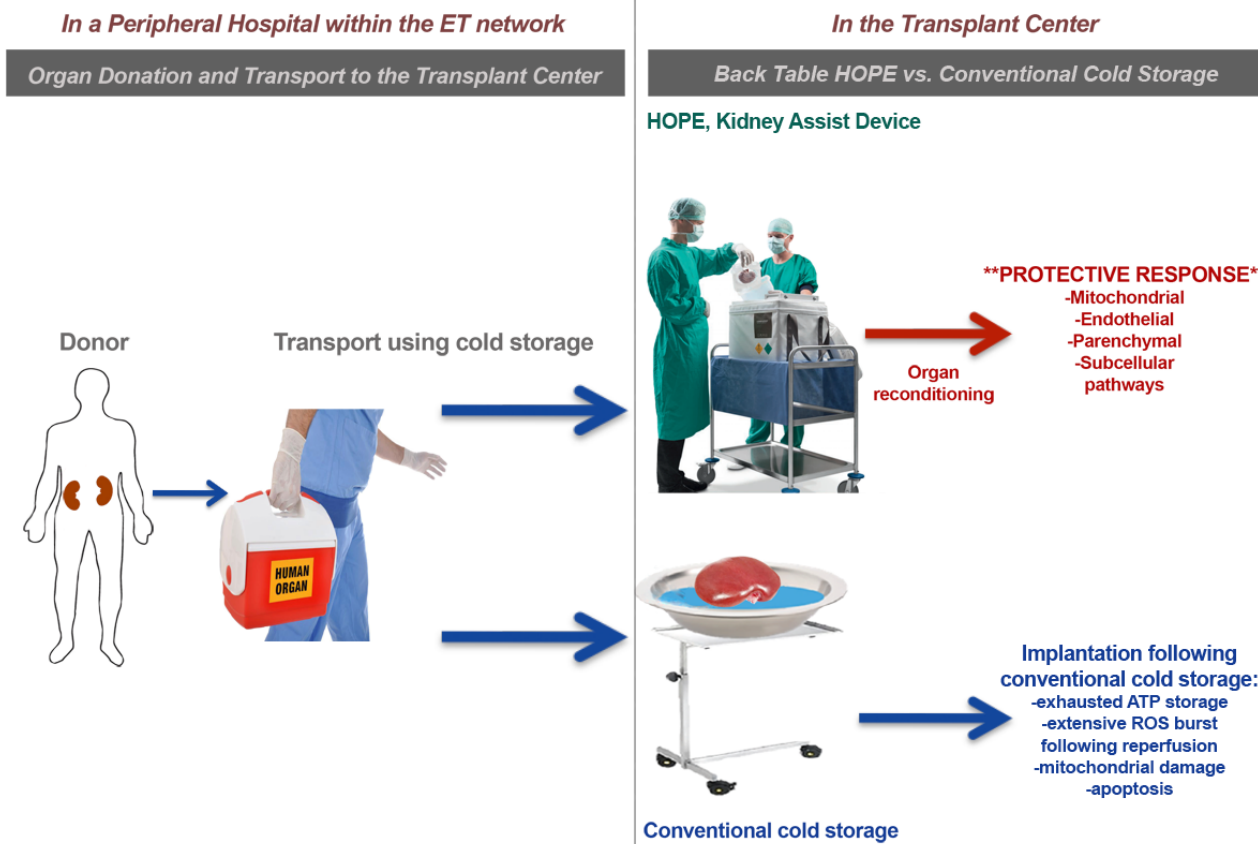 In a Peripheral Hospital within the ET network
Organ Donation and Transport to the Transplant Center
Donor
Transport using cold storage
HUMAN
ORGAN
In the Transplant Center
Back Table HOPE vs. Conventional Cold Storage
HOPE, Kidney Assist Device
Organ
reconditioning
**PROTECTIVE RESPONSE*
-Mitochondrial
-Endothelial
-Parenchymal
-Subcellular
pathways
Implantation following
conventional cold storage:
-exhausted ATP storage
-extensive ROS burst
following reperfusion
-mitochondrial damage
-apoptosis
Conventional cold storage